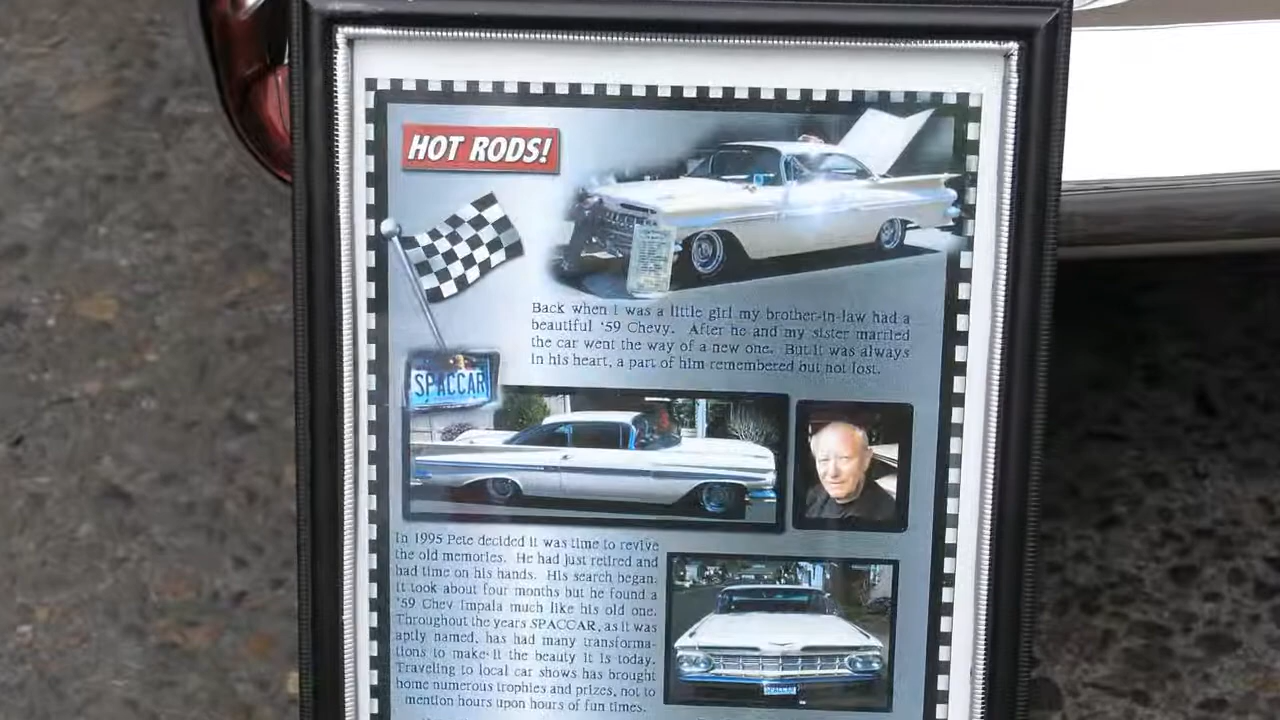 HOT RODS!
Back when I was a little girl my brother-in-law had a
beautiful '59 Chevy. After he and my sister married
the car went the way of a new one. But it was always
in his heart, a part of him remembered but not lost.
SPACCAR
In 1995 Pete decided it was time to revive
the old memories. He had just retired and
had time on his hands. His search began.
It took about four months but he found a
'59 Chev Impala much like his old one.
Throughout the years SPACCAR, as it was
aptly named, has had many transforma-
tions to make it the beauty it is today.
Traveling to local car shows has brought
home numerous trophies and prizes, not to
mention hours upon hours of fun times.